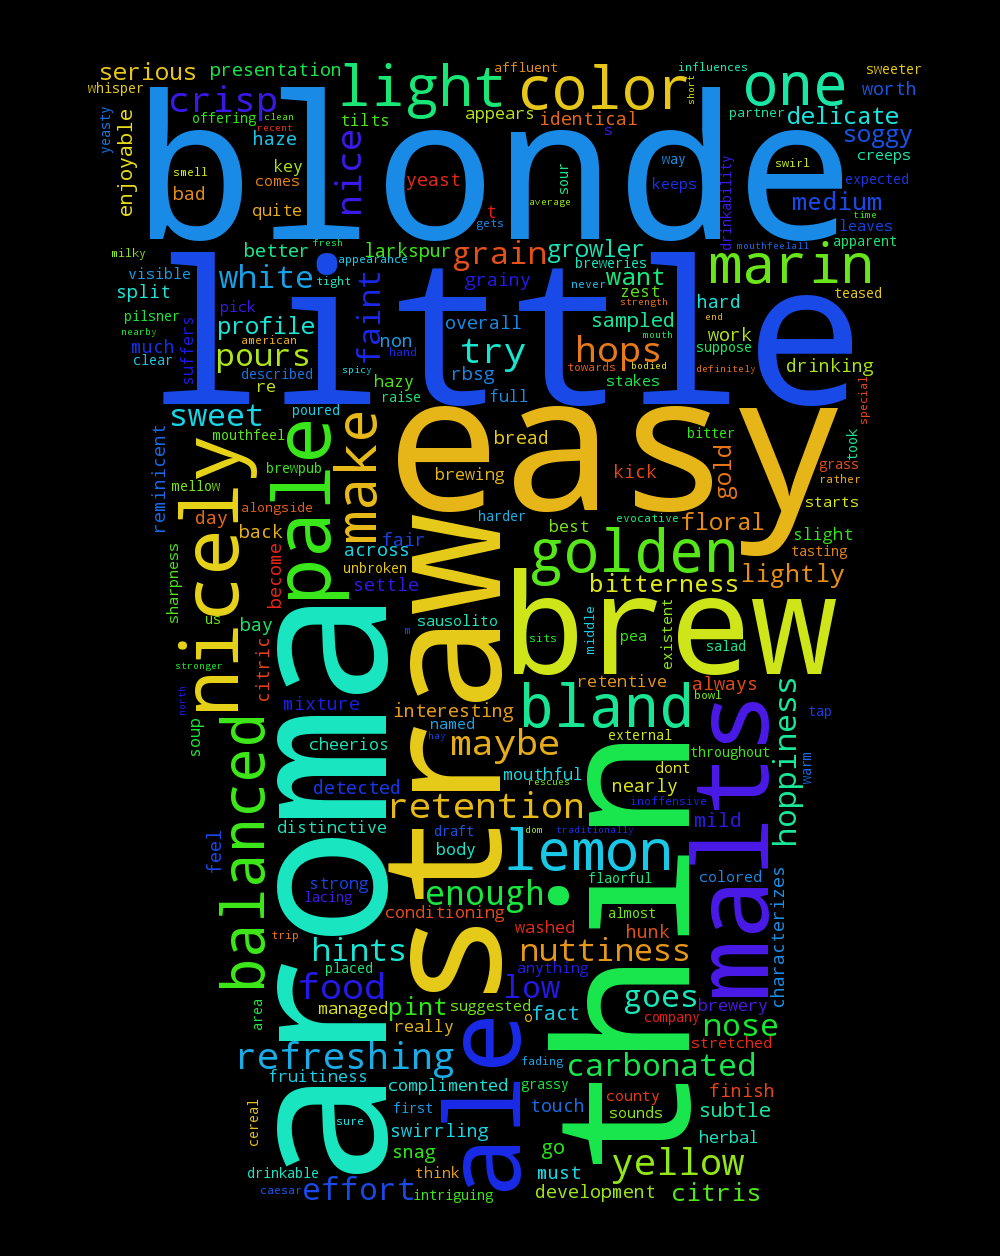 serious
presentation
light
affluent
color
influences
one
sweeter
whisper
crisp
offering
clean
recent
tilts
appears
identical
short
partner
delicate
worth
soggy
yeasty
enjoyable
blonde
haze
nice
s
creeps
smell
key
comes
bad
quite
yeast
t
gets
average
sour
way
keeps
drinkability
swirl
expected
medium
time
leaves
milky
better
fresh
larkspur
grain
growler
breweries
mouthfeelall
apparent
visible
white
tight
appearance
faint
grainy
never
want
marin
teased
split
pick
little
zest
strength
hard
end
pilsner
nearby
profile
american
non
overall
sampled
mouth
work
much
clear
suffers
pours
described
re
spicy
hand
try
rbsg
hops
towards
bodied
suppose
definitely
drinking
hazy
raise
full
stakes
special
sweet
poured
make
easy
bread
bitter
took
mouthfeel
reminicent
nicely
pale
brewpub
mellow
brewing
kick
gold
grass
rather
starts
day
alongside
back
harder
best
evocative
floral
slight
tasting
across
fair
unbroken
settle
golden
bitterness
lightly
sharpness
become
us
bay
aroma
m
straw
sausolito
brew
sits
middle
pea
existent
salad
stronger
north
citric
mixture
retentive
always
bowl
interesting
named
bland
malts
hoppiness
tap
soup
balanced
cheerios
hay
maybe
external
throughout
warm
detected
mouthful
rescues
dont
nearly
inoffensive
retention
distinctive
draft
dom
traditionally
mild
feel
body
lemon
thin
strong
lacing
enough
flaorful
colored
conditioning
almost
characterizes
trip
washed
hunk
hints
nuttiness
placed
anything
food
low
area
managed
pint
suggested
o
fact
goes
company
brewery
really
nose
ale
stretched
refreshing
fading
carbonated
fruitiness
complimented
grassy
finish
cereal
first
touch
county
sounds
subtle
sure
swirrling
herbal
snag
go
drinkable
think
must
yellow
caesar
effort
intriguing
development
citris